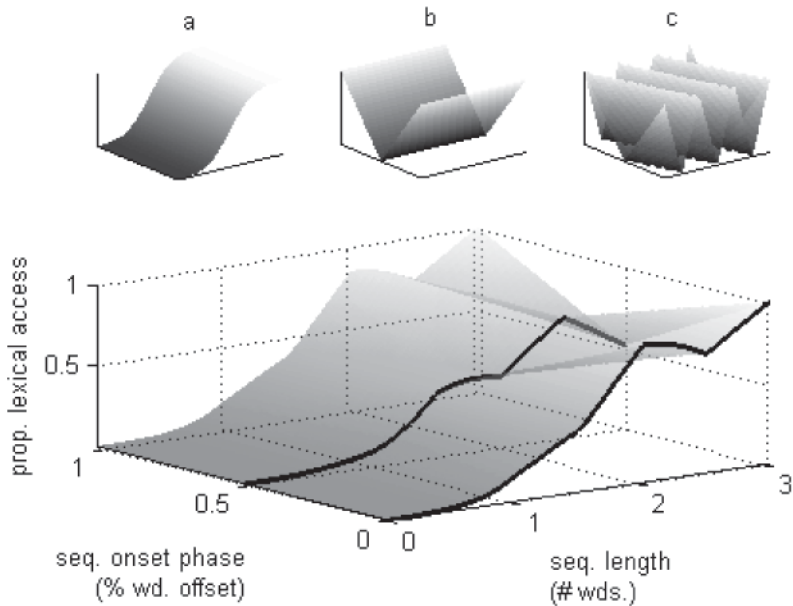 a
b
c
prop. lexical access
1
0.5
1
0.5
0
0
1
2
3
seq. onset phase
(% wd. offset)
seq. length
(# wds.)